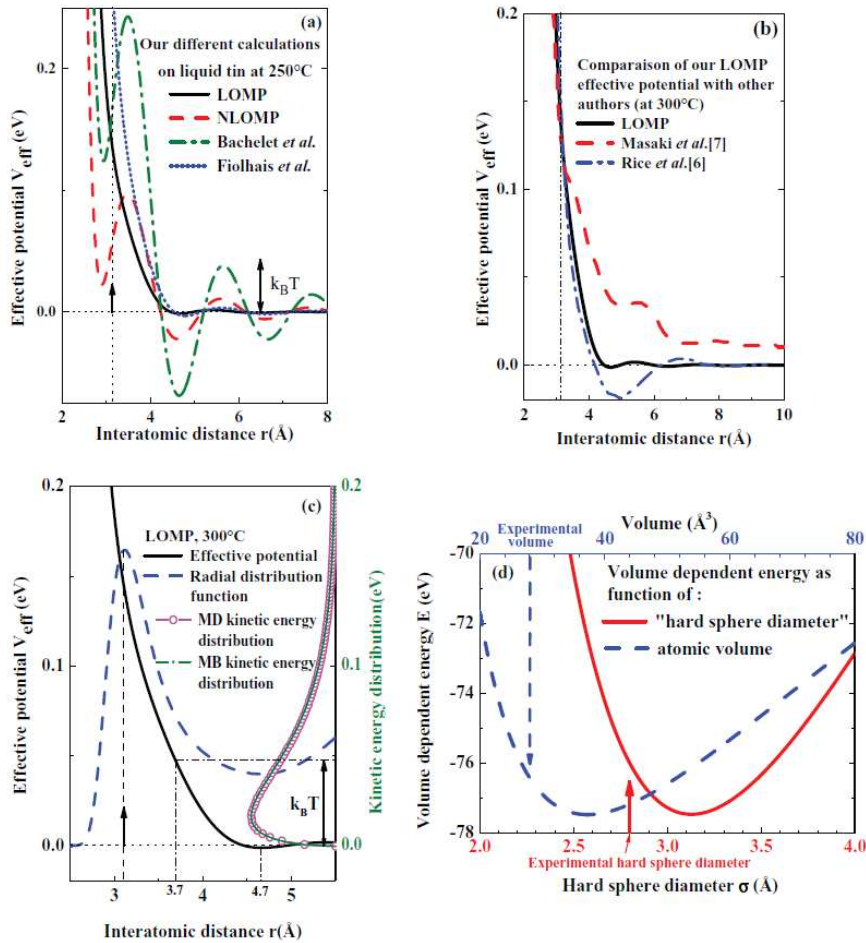 (a)
Our different calculations
on liquid tin at 250°C
LOMP
NLOMP
Bachelet et al.
Fiolhais et al.
k_BT
Effective potential V_eff (eV)
0.2
0.0
2 4 6 8
Interatomic distance r(Å)
(b)
Comparaison of our LOMP
effective potential with other
authors (at 300°C)
LOMP
Masaki et al.[7]
Rice et al.[6]
Effective potential V_eff (eV)
0.2
0.1
0.0
2 4 6 8 10
Interatomic distance r(Å)
(c)
LOMP, 300°C
Effective potential
Radial distribution
function
MD kinetic energy
distribution
MB kinetic energy
distribution
k_BT
Effective potential V_eff (eV)
0.2
0.1
0.0
Kinetic energy distribution(eV)
0.2
0.1
0.0
3 3.7 4 4.7 5
Interatomic distance r(Å)
Volume (Å³)
20 40 60 80
Experimental
volume
(d)
Volume dependent energy as
function of :
"hard sphere diameter"
atomic volume
Volume dependent energy E (eV)
-70
-72
-74
-76
-78
Experimental hard sphere diameter
2.0 2.5 3.0 3.5 4.0
Hard sphere diameter σ (Å)